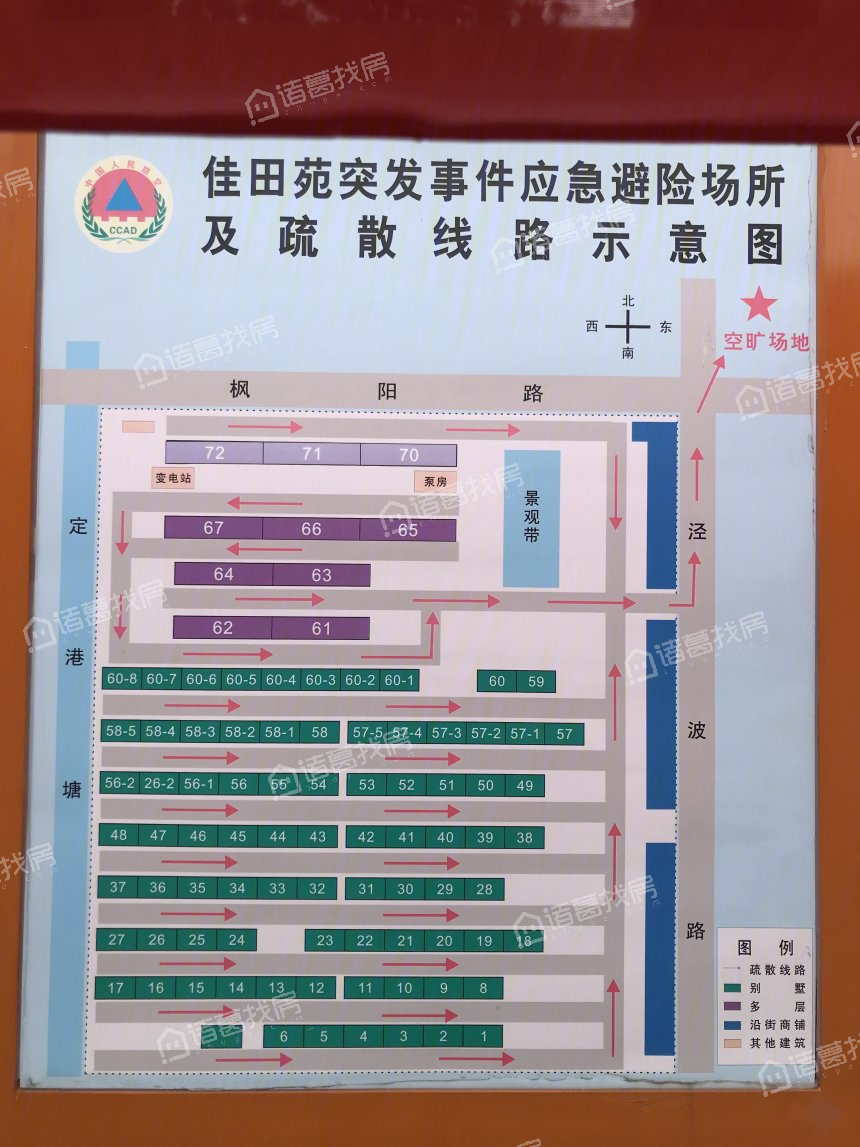 诸葛找房
中国人民防空
CCAD
佳田苑突发事件应急避险场所
及疏散线路示意图
北
西 东
南
空旷场地
枫阳路
定港塘
泾波路
72 71 70
变电站 泵房
景观带
67 66 65
64 63
62 61
60-8 60-7 60-6 60-5 60-4 60-3 60-2 60-1 60 59
58-5 58-4 58-3 58-2 58-1 58 57-5 57-4 57-3 57-2 57-1 57
56-2 26-2 56-1 56 55 54 53 52 51 50 49
48 47 46 45 44 43 42 41 40 39 38
37 36 35 34 33 32 31 30 29 28
27 26 25 24 23 22 21 20 19 18
17 16 15 14 13 12 11 10 9 8
6 5 4 3 2 1
图例
疏散线路
别墅
多层
沿街商铺
其他建筑